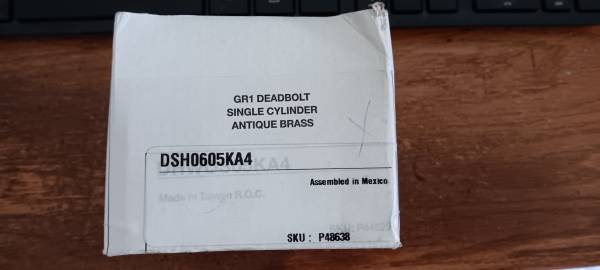 GR1 DEADBOLT
SINGLE CYLINDER
ANTIQUE BRASS
DSH0605KA4
Assembled in Mexico
Made in Taiwan R.O.C.
SKU : P48638